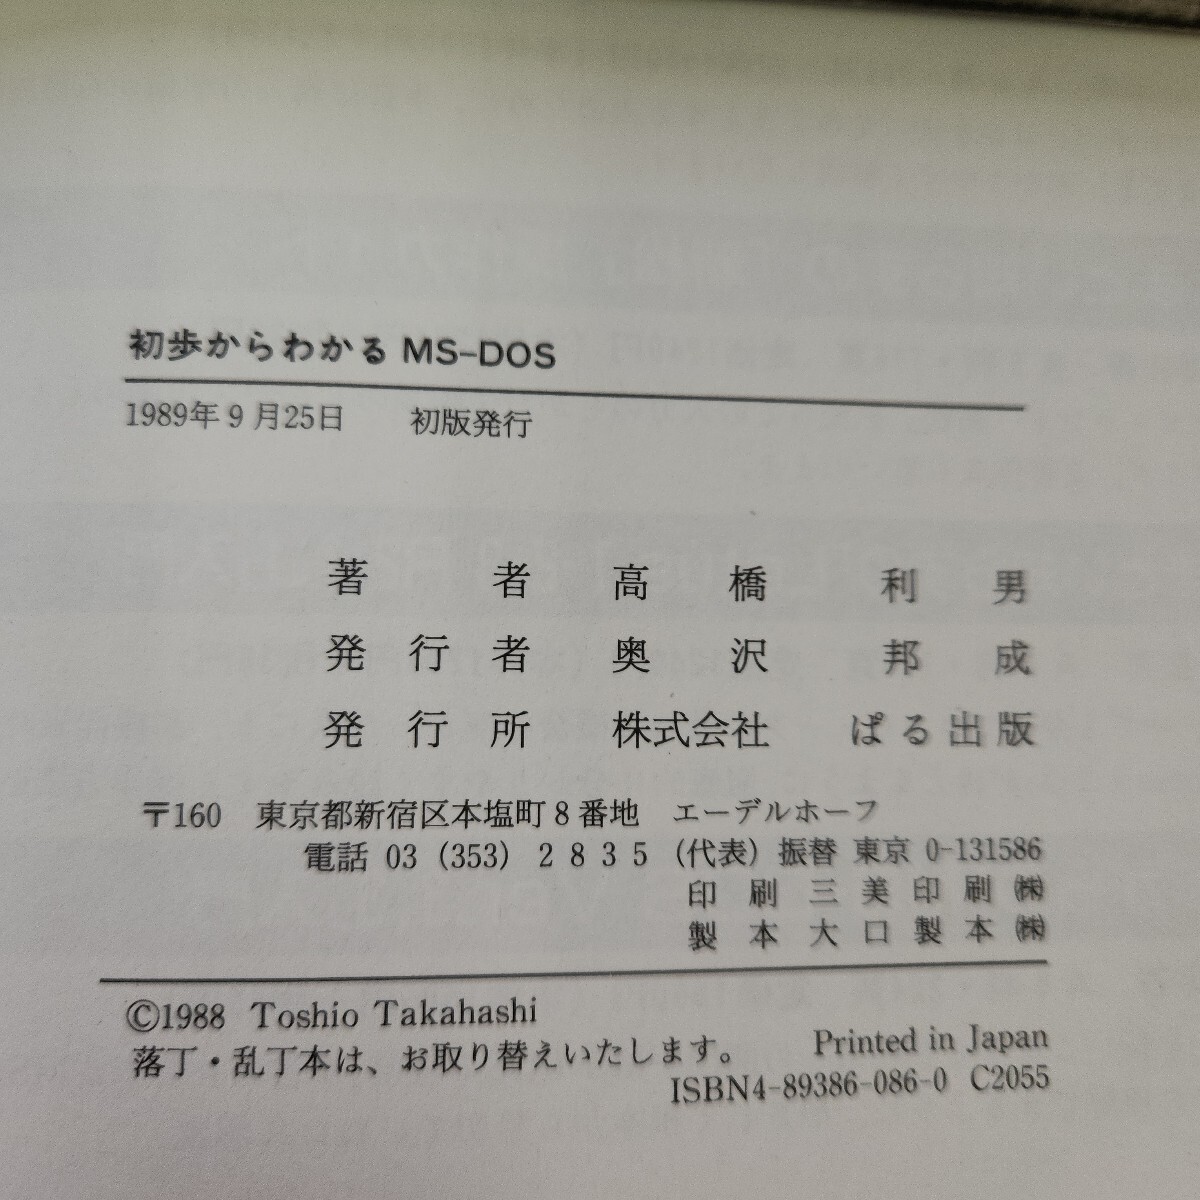 初歩からわかる MS-DOS
1989年9月25日 初版発行
著者 高橋利男
発行者 奥沢邦成
発行所 株式会社 ぱる出版
〒160 東京都新宿区本塩町8番地 エーデルホーフ
電話 03 (353) 2835 (代表) 振替 東京 0-131586
印刷 三美印刷㈱
製本 大口製本㈱
©1988 Toshio Takahashi
落丁・乱丁本は、お取り替えいたします。 Printed in Japan
ISBN4-89386-086-0 C2055